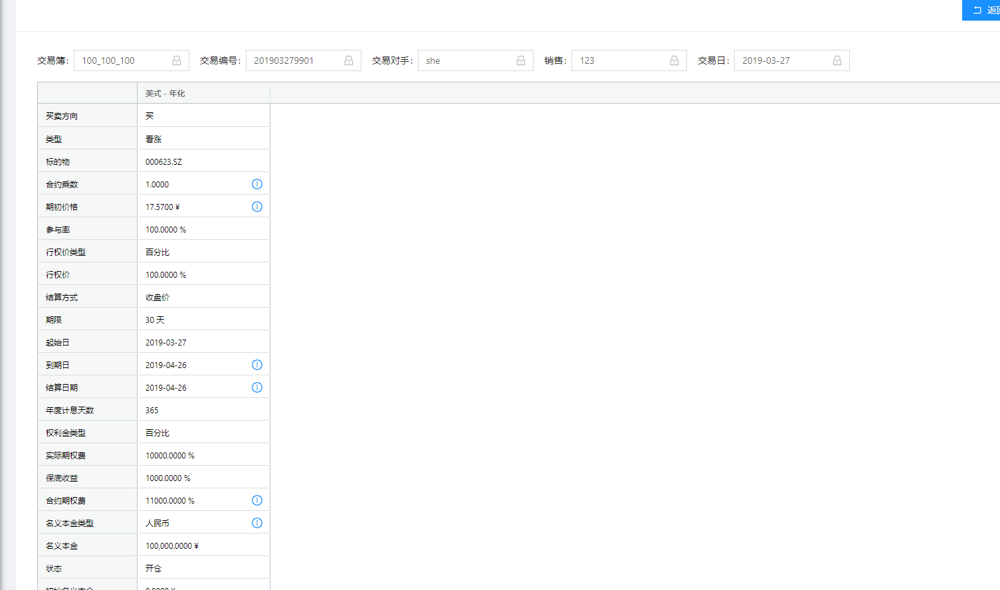 返回
交易簿: 100_100_100 交易编号: 201903279901 交易对手: she 销售: 123 交易日: 2019-03-27
美式 - 年化
买卖方向 买
类型 看涨
标的物 000623.SZ
合约乘数 1.0000
期初价格 17.5700 ¥
参与率 100.0000 %
行权价类型 百分比
行权价 100.0000 %
结算方式 收盘价
期限 30 天
起始日 2019-03-27
到期日 2019-04-26
结算日期 2019-04-26
年度计息天数 365
权利金类型 百分比
实际期权费 10000.0000 %
保底收益 1000.0000 %
合约期权费 11000.0000 %
名义本金类型 人民币
名义本金 100,000.0000 ¥
状态 开仓